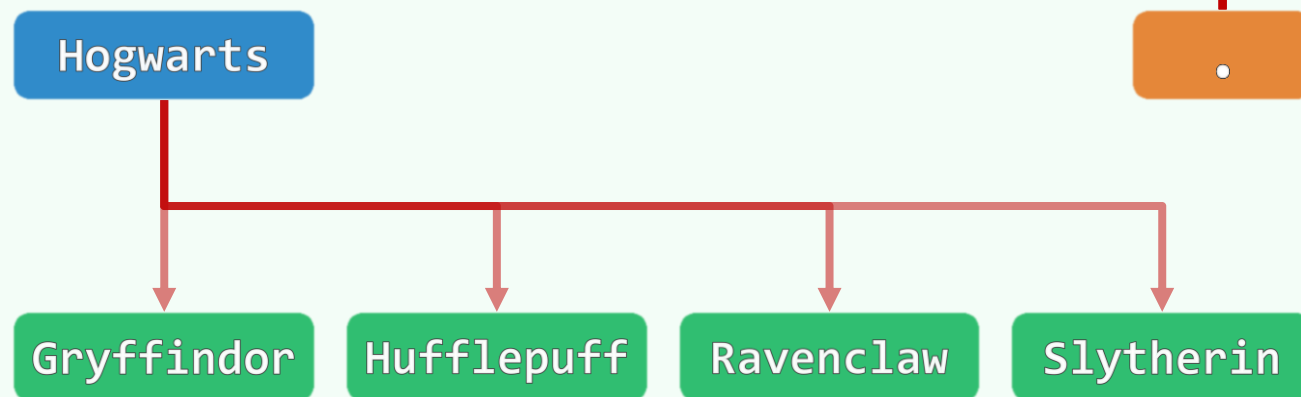 Hogwarts
.
Gryffindor
Hufflepuff
Ravenclaw
Slytherin